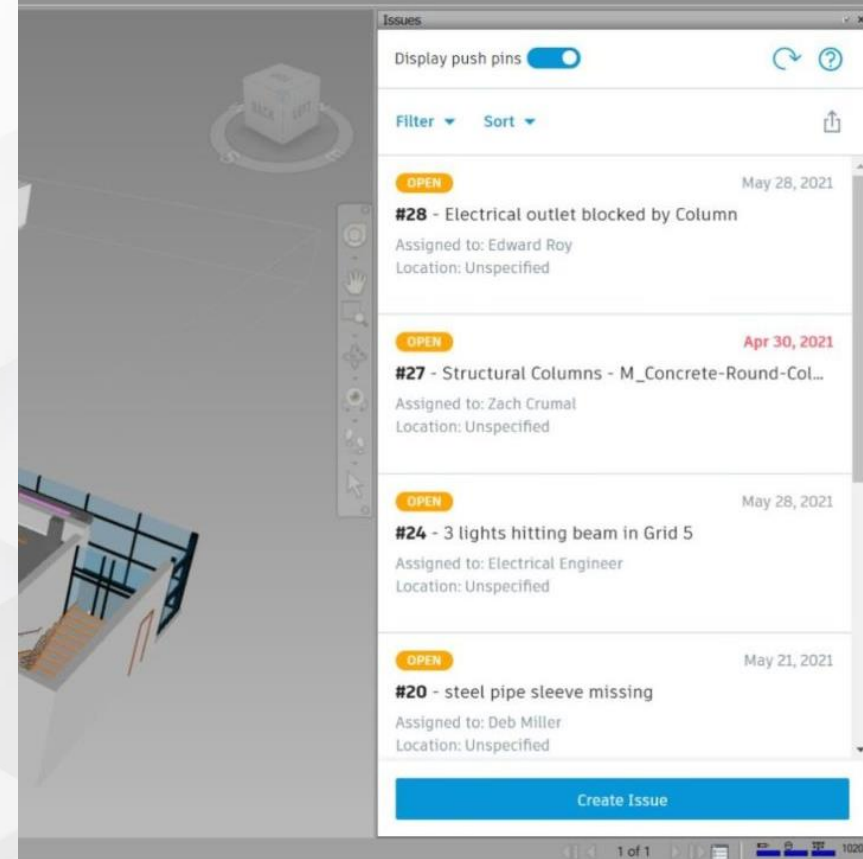 Issues
Display push pins
Filter
Sort
OPEN
May 28, 2021
#28 - Electrical outlet blocked by Column
Assigned to: Edward Roy
Location: Unspecified
OPEN
Apr 30, 2021
#27 - Structural Columns - M_Concrete-Round-Col...
Assigned to: Zach Crumal
Location: Unspecified
OPEN
May 28, 2021
#24 - 3 lights hitting beam in Grid 5
Assigned to: Electrical Engineer
Location: Unspecified
OPEN
May 21, 2021
#20 - steel pipe sleeve missing
Assigned to: Deb Miller
Location: Unspecified
Create Issue
1 of 1
1020
BACK
LEFT